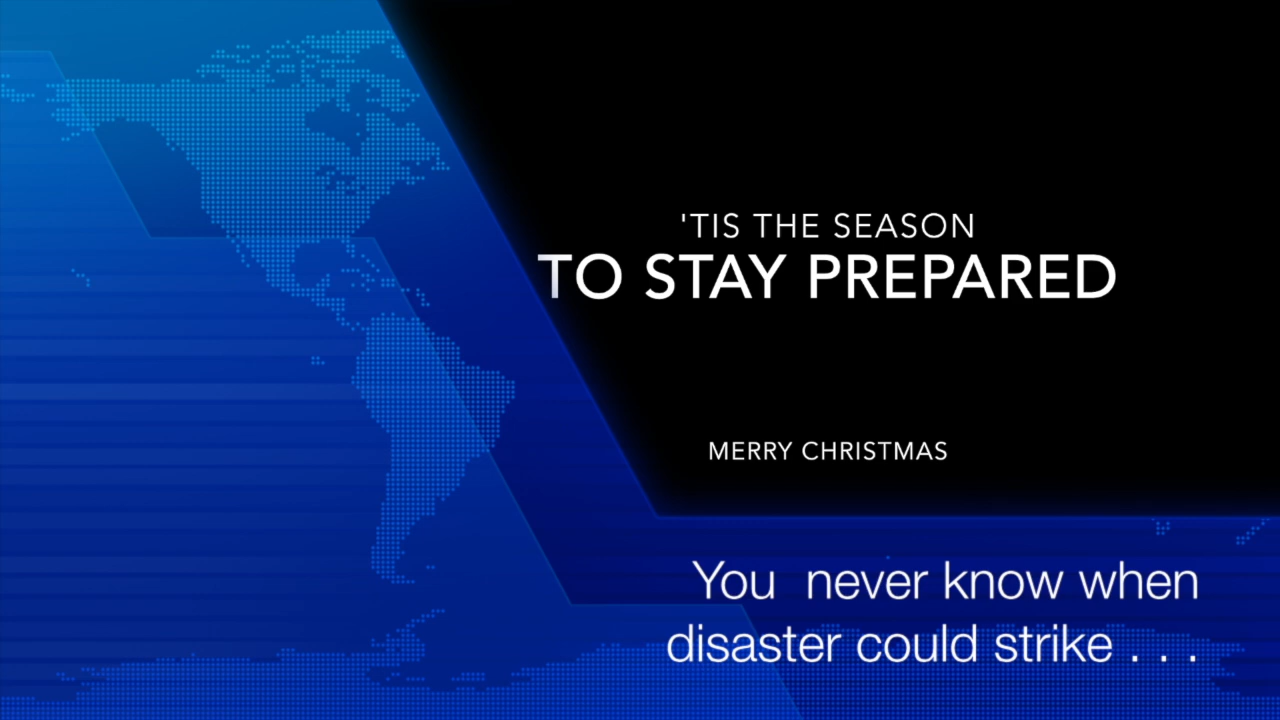 'TIS THE SEASON
TO STAY PREPARED
MERRY CHRISTMAS
You  never know when
disaster could strike . . .